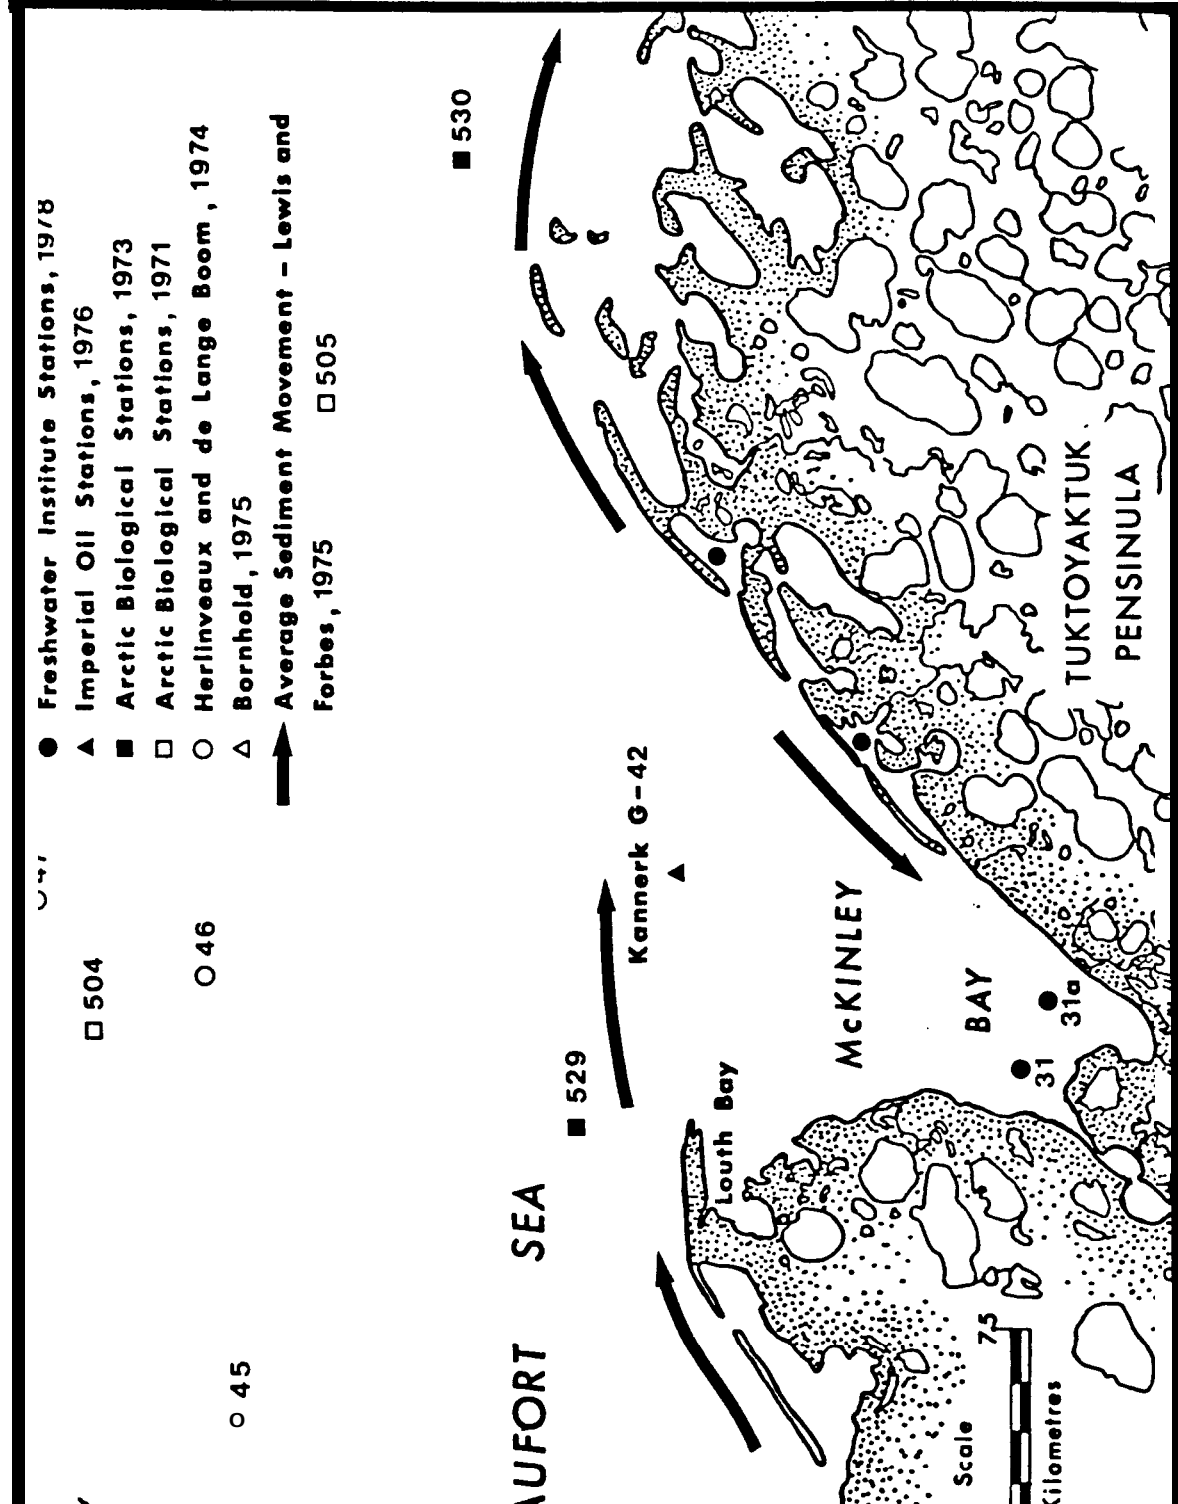 Freshwater Institute Stations, 1978
Imperial Oil Stations, 1976
Arctic Biological Stations, 1973
Arctic Biological Stations, 1971
Herlinveaux and de Lange Boom, 1974
Bornhold, 1975
Average Sediment Movement – Lewis and
Forbes, 1975
47
504
46
45
505
530
529
AUFORT SEA
Kannerk G-42
Louth Bay
McKINLEY
BAY
31
31a
TUKTOYAKTUK
PENSINULA
Scale
7.5
Kilometres